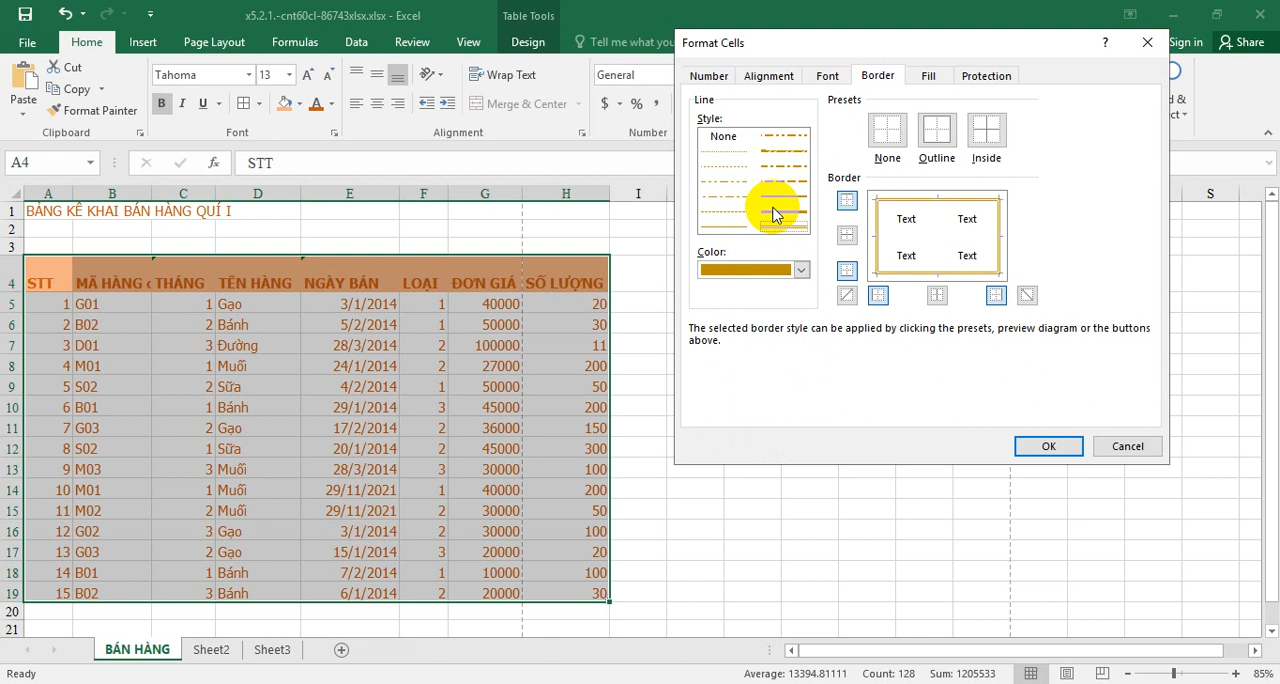 x5.2.1.-cnt60cl-86743xlsx.xlsx - Excel
Table Tools
File Home Insert Page Layout Formulas Data Review View Design Tell me what you Sign in Share
Paste
Cut
Copy
Format Painter
Clipboard
Tahoma 13
B I U
Font
Wrap Text
Merge & Center
Alignment
General
$ % ,
Number
A4
fx
STT
A B C D E F G H I S
1 BẢNG KÊ KHAI BÁN HÀNG QUÍ I
2
3
4 STT MÃ HÀNG THÁNG TÊN HÀNG NGÀY BÁN LOẠI ĐƠN GIÁ SỐ LƯỢNG
5 1 G01 1 Gạo 3/1/2014 1 40000 20
6 2 B02 2 Bánh 5/2/2014 1 50000 30
7 3 D01 3 Đường 28/3/2014 2 100000 11
8 4 M01 1 Muối 24/1/2014 2 27000 200
9 5 S02 2 Sữa 4/2/2014 1 50000 50
10 6 B01 1 Bánh 29/1/2014 3 45000 200
11 7 G03 2 Gạo 17/2/2014 2 36000 150
12 8 S02 1 Sữa 20/1/2014 2 45000 300
13 9 M03 3 Muối 28/3/2014 3 30000 100
14 10 M01 1 Muối 29/11/2021 1 40000 200
15 11 M02 2 Muối 29/11/2021 2 30000 50
16 12 G02 3 Gạo 3/1/2014 2 30000 100
17 13 G03 2 Gạo 15/1/2014 3 20000 20
18 14 B01 1 Bánh 7/2/2014 1 10000 100
19 15 B02 3 Bánh 6/1/2014 2 20000 30
20
21
Format Cells
Number Alignment Font Border Fill Protection
Line
Style:
None
Color:
Presets
None Outline Inside
Border
Text Text
Text Text
The selected border style can be applied by clicking the presets, preview diagram or the buttons
above.
OK Cancel
BÁN HÀNG Sheet2 Sheet3
Ready
Average: 13394.81111 Count: 128 Sum: 1205533
85%